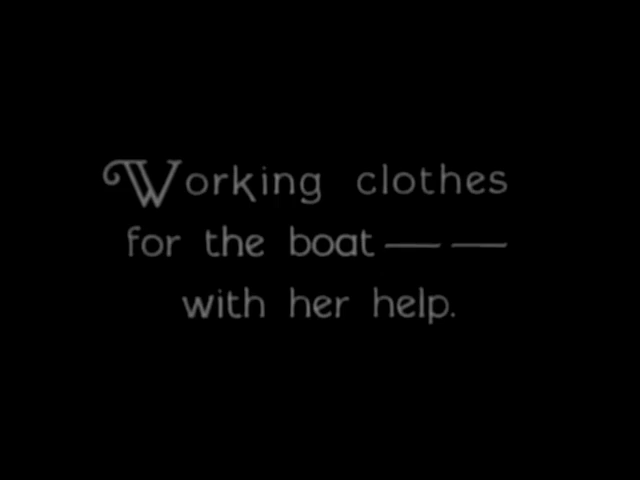 Working clothes
for the boat — —
with her help.